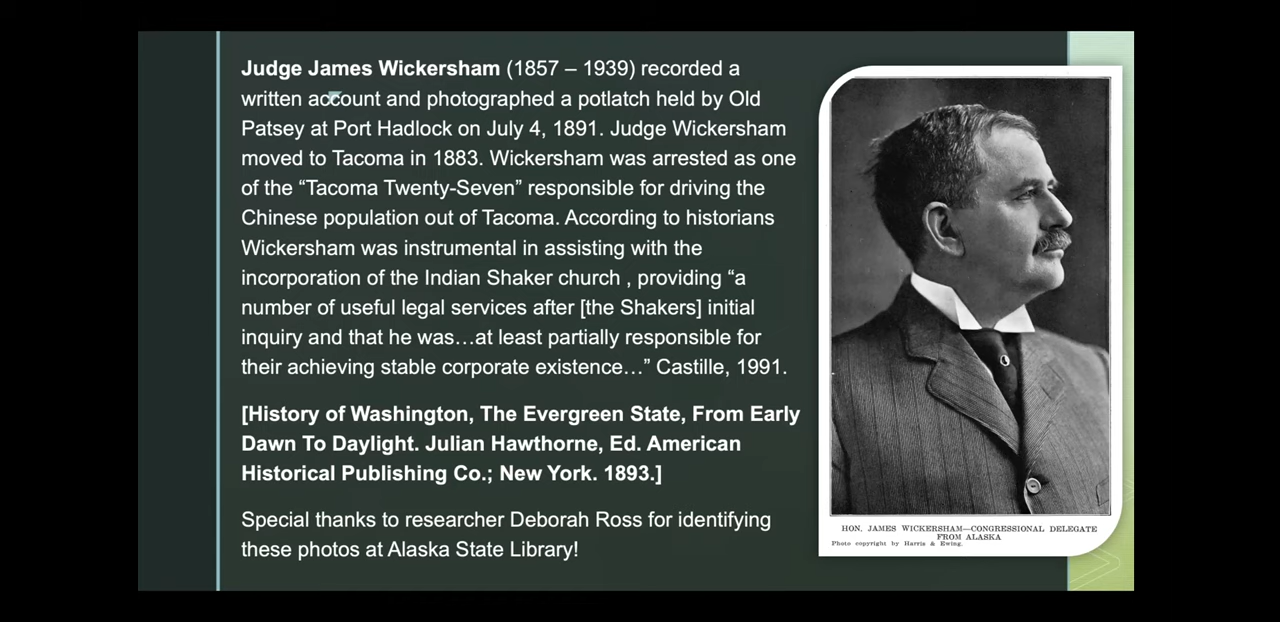 Judge James Wickersham (1857 – 1939) recorded a
written account and photographed a potlatch held by Old
Patsey at Port Hadlock on July 4, 1891. Judge Wickersham
moved to Tacoma in 1883. Wickersham was arrested as one
of the “Tacoma Twenty-Seven” responsible for driving the
Chinese population out of Tacoma. According to historians
Wickersham was instrumental in assisting with the
incorporation of the Indian Shaker church , providing “a
number of useful legal services after [the Shakers] initial
inquiry and that he was…at least partially responsible for
their achieving stable corporate existence…” Castille, 1991.
[History of Washington, The Evergreen State, From Early
Dawn To Daylight. Julian Hawthorne, Ed. American
Historical Publishing Co.; New York. 1893.]
Special thanks to researcher Deborah Ross for identifying
these photos at Alaska State Library!
HON. JAMES WICKERSHAM—CONGRESSIONAL DELEGATE
FROM ALASKA
Photo copyright by Harris & Ewing.